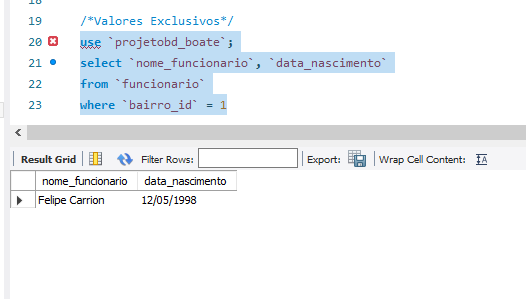 19 /*Valores Exclusivos*/
20 use `projetobd_boate`;
21 select `nome_funcionario`, `data_nascimento`
22 from `funcionario`
23 where `bairro_id` = 1
Result Grid Filter Rows: Export: Wrap Cell Content: IA
nome_funcionario data_nascimento
Felipe Carrion 12/05/1998